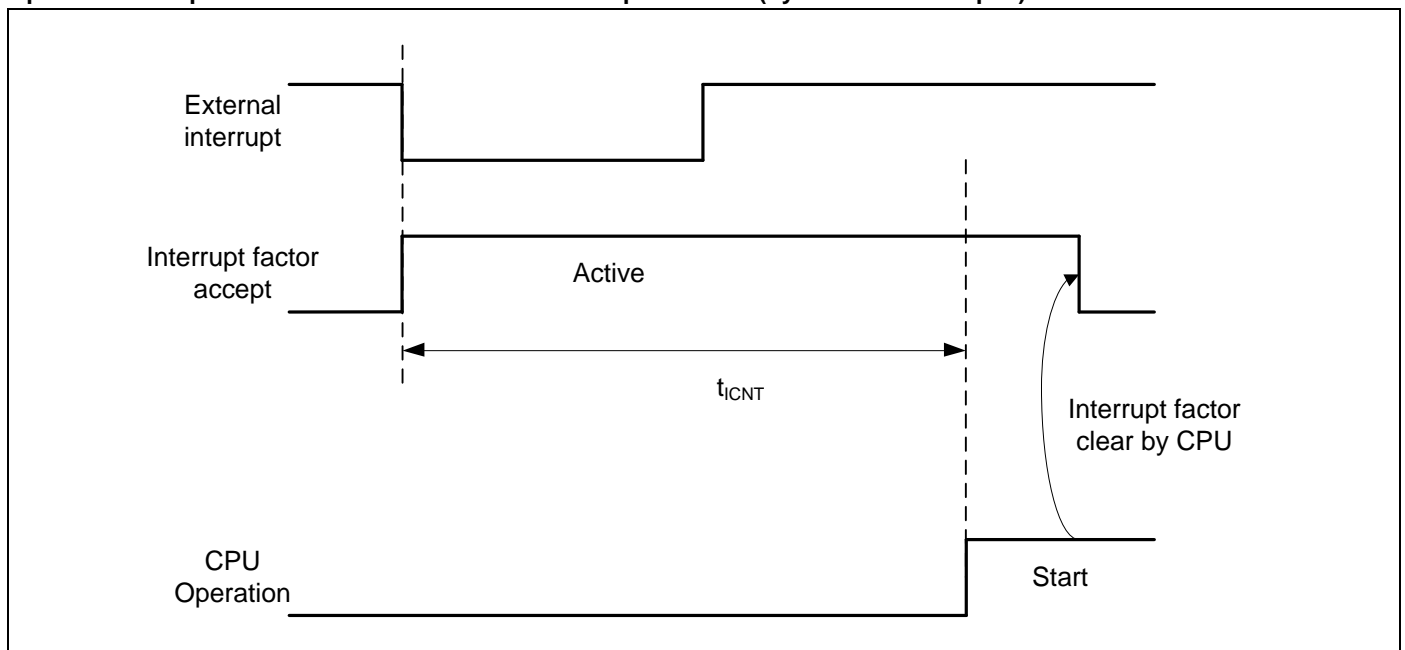 External
interrupt
Interrupt factor
accept
Active
tICNT
Interrupt factor
clear by CPU
CPU
Operation
Start